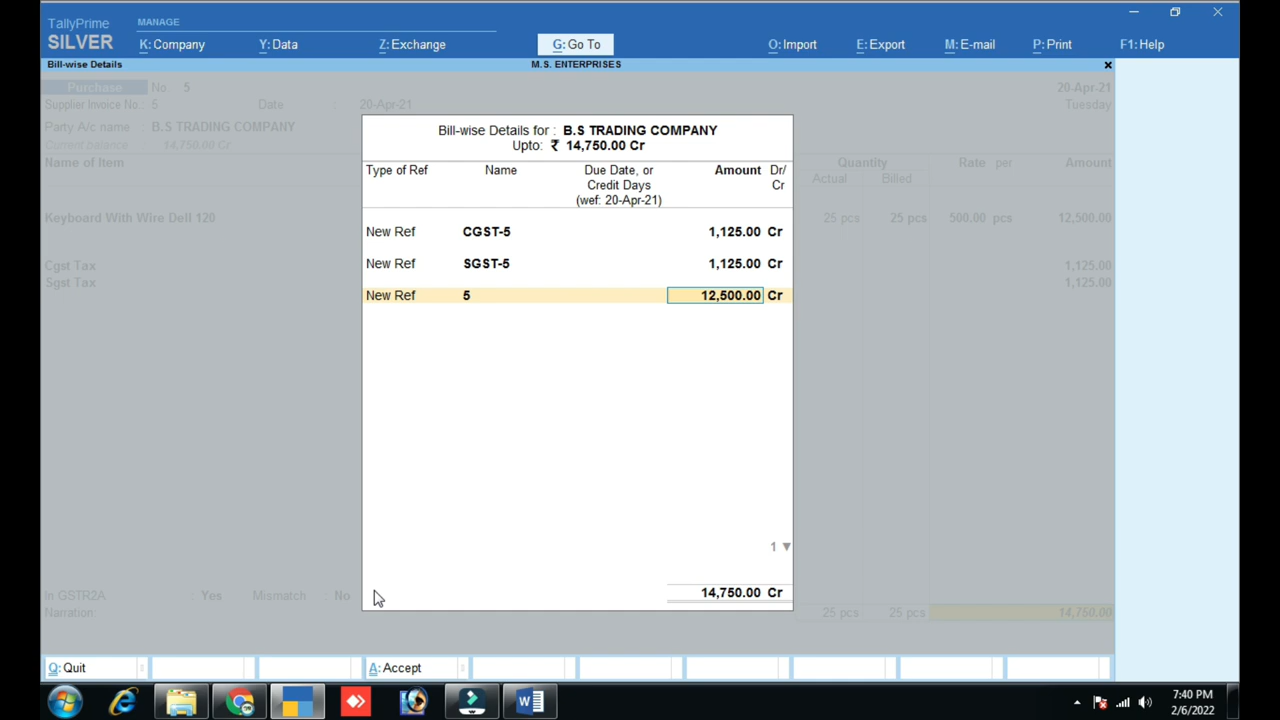 TallyPrime
MANAGE
SILVER
K: Company
Y: Data
Z: Exchange
G: Go To
O: Import
E: Export
M: E-mail
P: Print
F1: Help
Bill-wise Details
M.S. ENTERPRISES
Purchase
No 5
20-Apr-21
Supplier Invoice No.: 5
Date : 20-Apr-21
Tuesday
Party A/c name : B.S TRADING COMPANY
Current balance : 14,750.00 Cr
Name of Item
Quantity
Rate per
Amount
Actual
Billed
Keyboard With Wire Dell 120
25 pcs
25 pcs
500.00 pcs
12,500.00
Cgst Tax
1,125.00
Sgst Tax
1,125.00
Bill-wise Details for : B.S TRADING COMPANY
Upto: ₹ 14,750.00 Cr
Type of Ref
Name
Due Date, or
Credit Days
(wef: 20-Apr-21)
Amount
Dr/
Cr
New Ref CGST-5 1,125.00 Cr
New Ref SGST-5 1,125.00 Cr
New Ref 5 12,500.00 Cr
1 ▼
14,750.00 Cr
In GSTR2A : Yes Mismatch : No
Narration:
25 pcs
25 pcs
14,750.00
Q: Quit
A: Accept
7:40 PM
2/6/2022